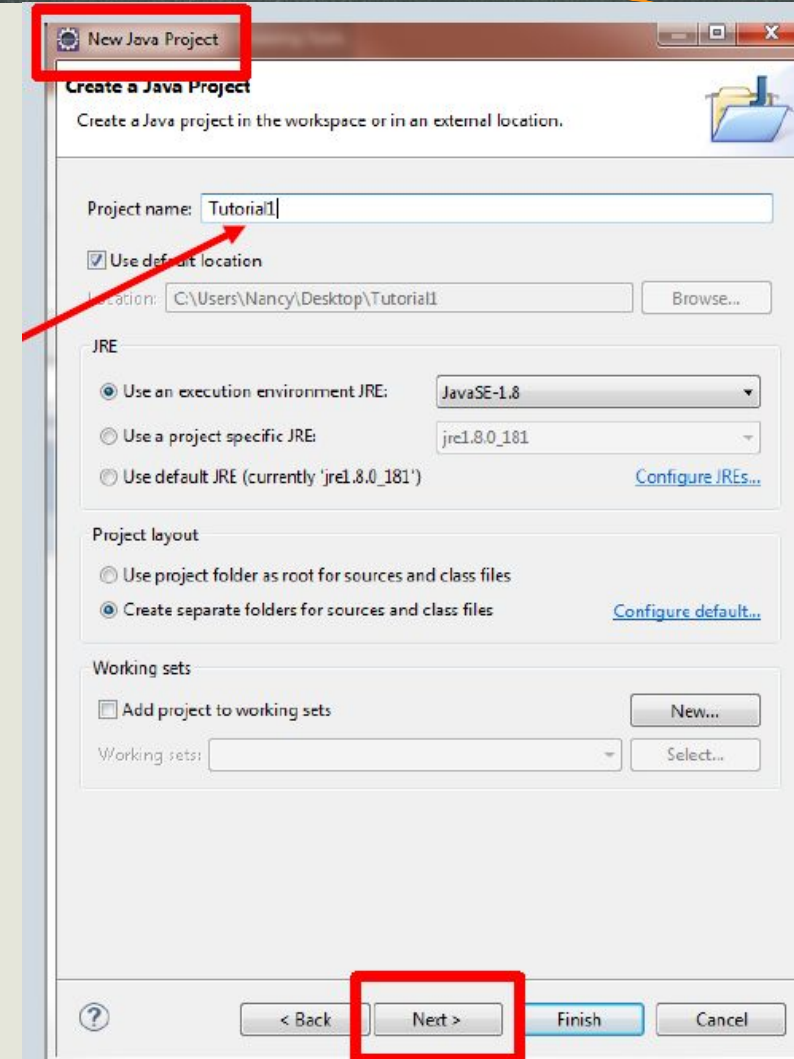 New Java Project
Create a Java Project
Create a Java project in the workspace or in an external location.
Project name: Tutorial1
Use default location
Location: C:\Users\Nancy\Desktop\Tutorial1 Browse...
JRE
Use an execution environment JRE: JavaSE-1.8
Use a project specific JRE: jre1.8.0_181
Use default JRE (currently 'jre1.8.0_181') Configure JREs...
Project layout
Use project folder as root for sources and class files
Create separate folders for sources and class files Configure default...
Working sets
Add project to working sets New...
Working sets: Select...
? < Back Next > Finish Cancel